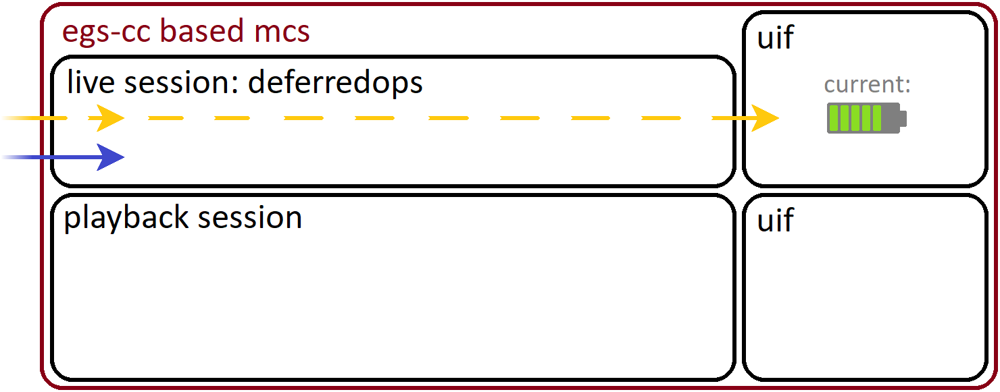 egs-cc based mcs
uif
live session: deferredops
current:
playback session
uif